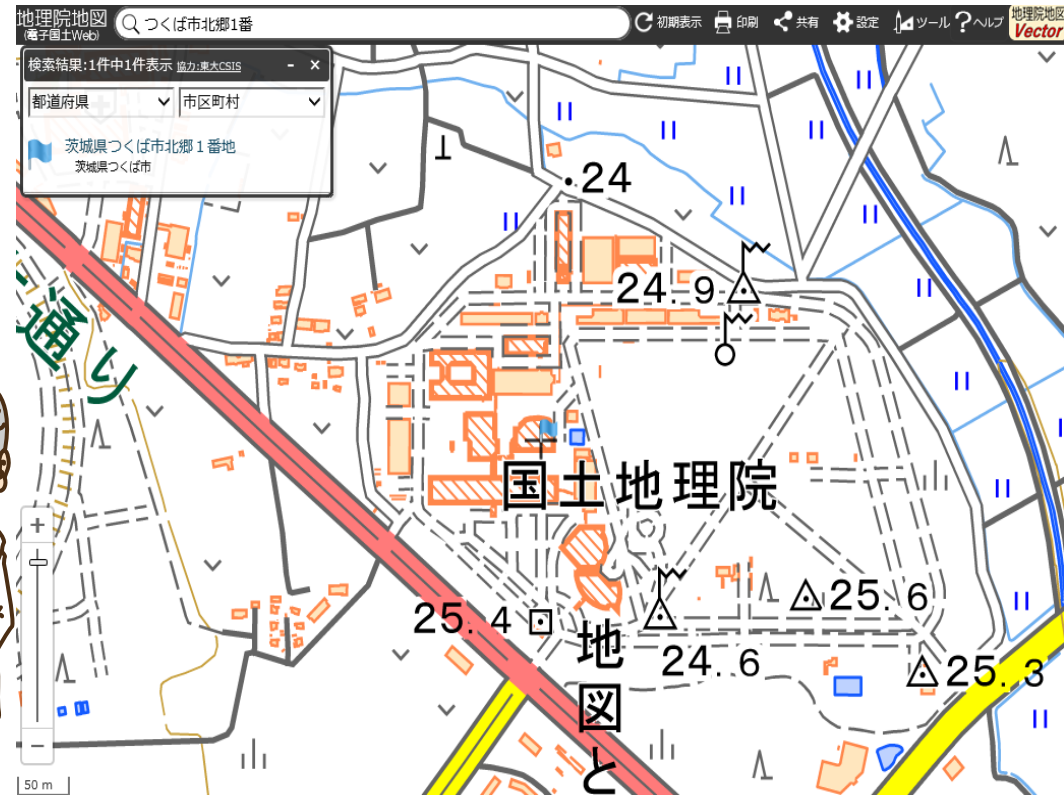 地理院地図
(電子国土Web)
つくば市北郷1番
初期表示
印刷
共有
設定
ツール
?ヘルプ
地理院地図
Vector
検索結果:1件中1件表示 協力:東大CSIS
- ×
都道府県
市区町村
茨城県つくば市北郷1番地
茨城県つくば市
24
24.9
通り
国土地理院
25.4
25.6
24.6
25.3
地図と
+
-
50 m